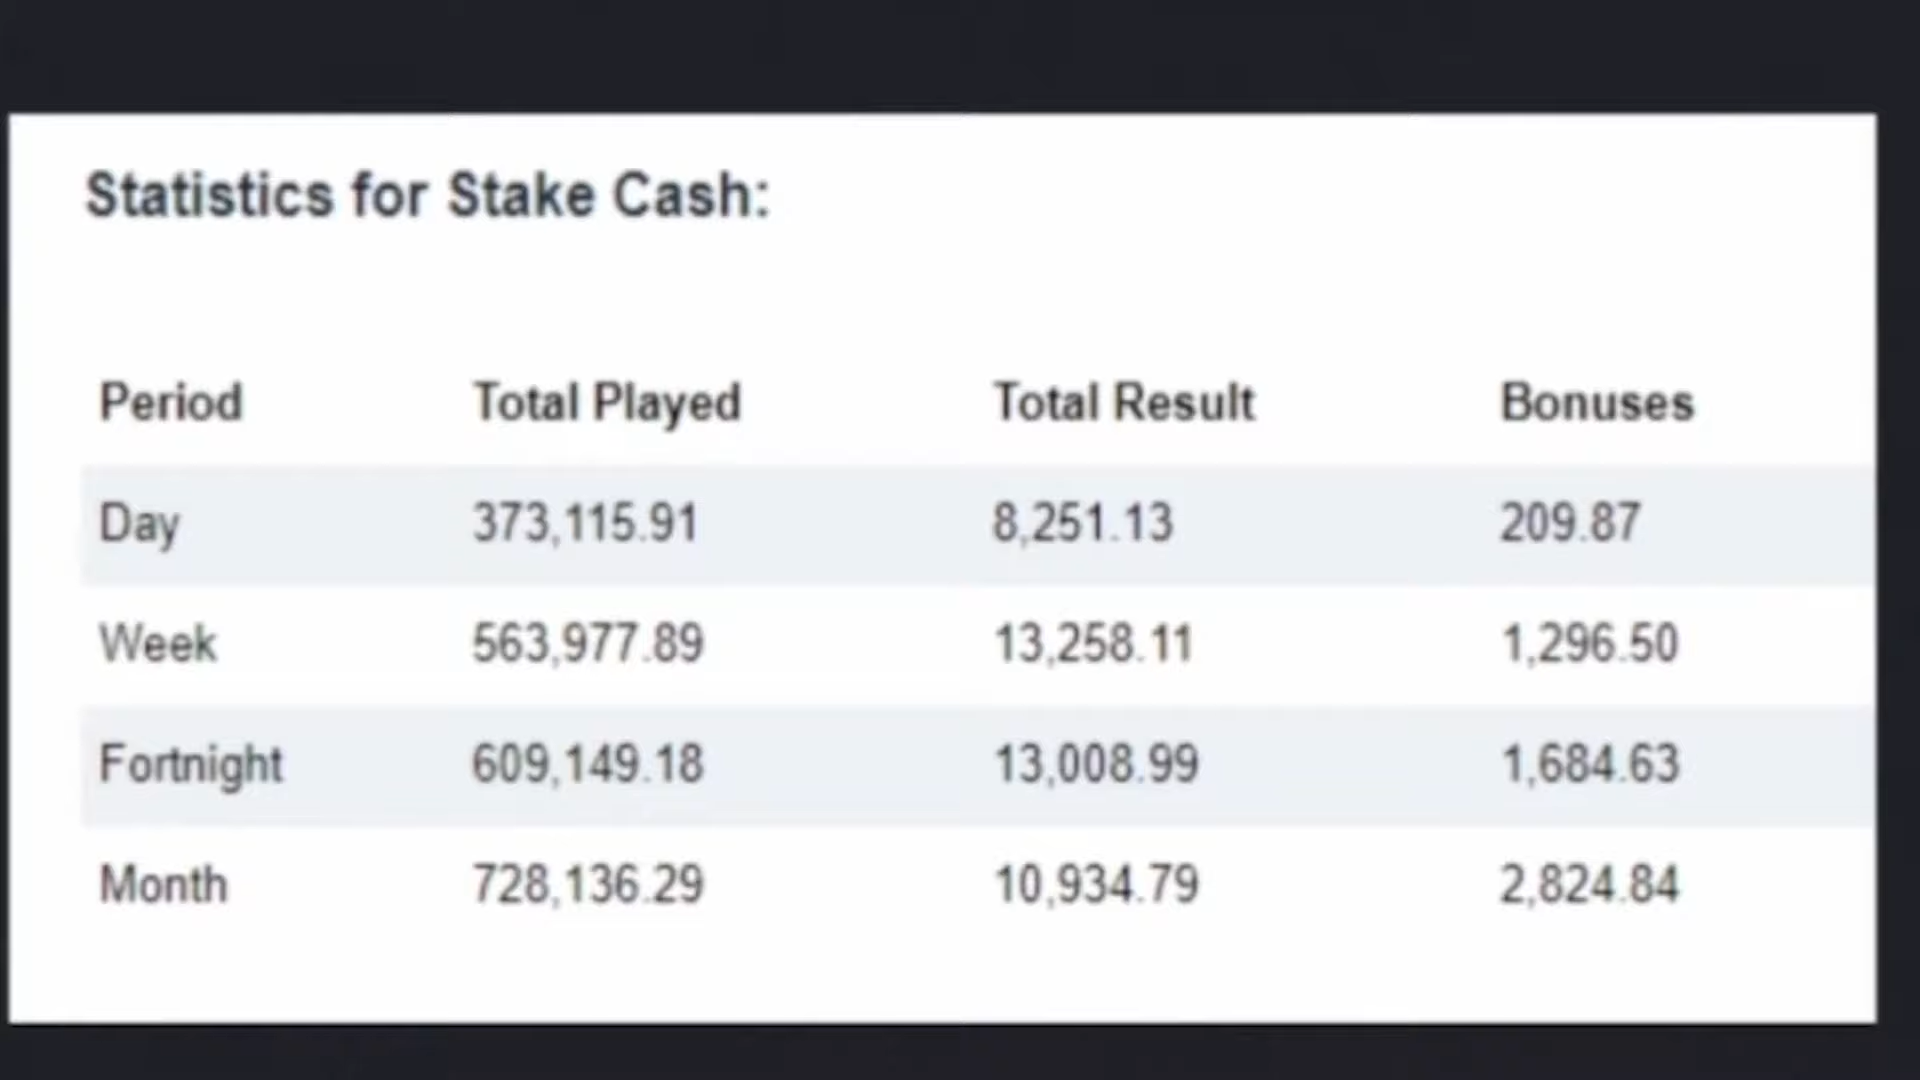 Statistics for Stake Cash:
Period Total Played Total Result Bonuses
Day 373,115.91 8,251.13 209.87
Week 563,977.89 13,258.11 1,296.50
Fortnight 609,149.18 13,008.99 1,684.63
Month 728,136.29 10,934.79 2,824.84